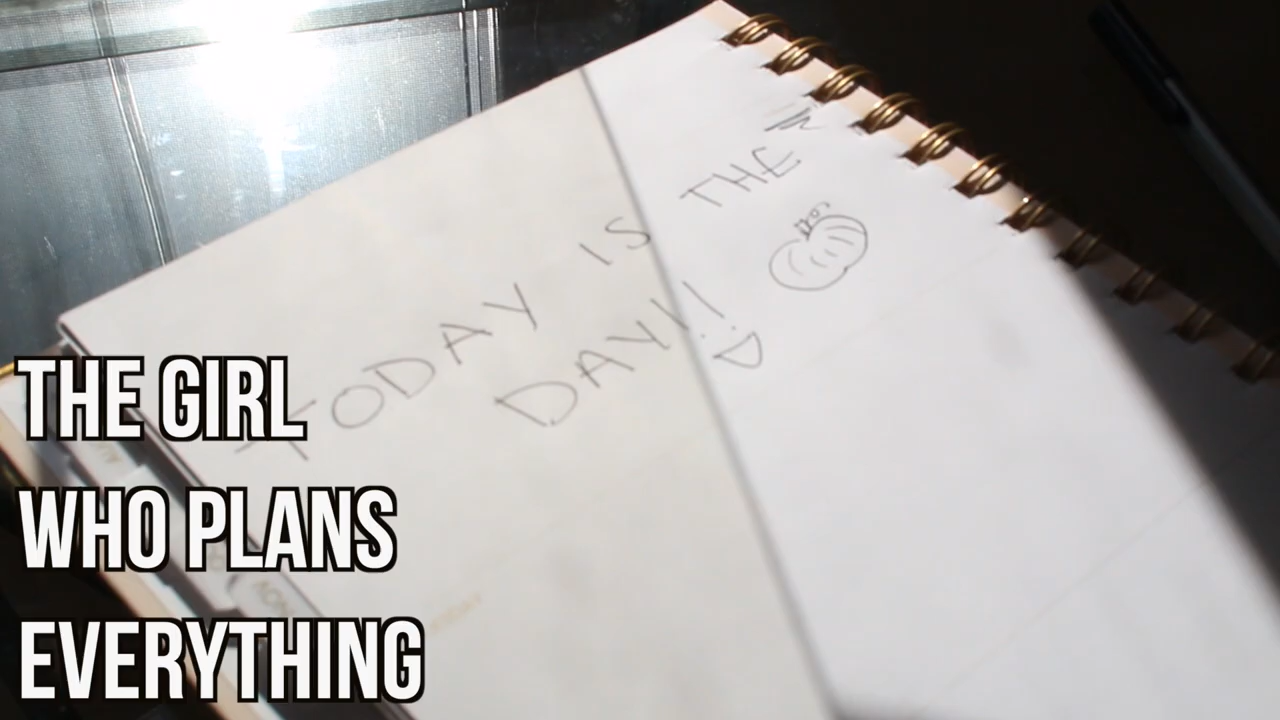 TODAY IS THE
DAY!! :D
THE GIRL
WHO PLANS
EVERYTHING